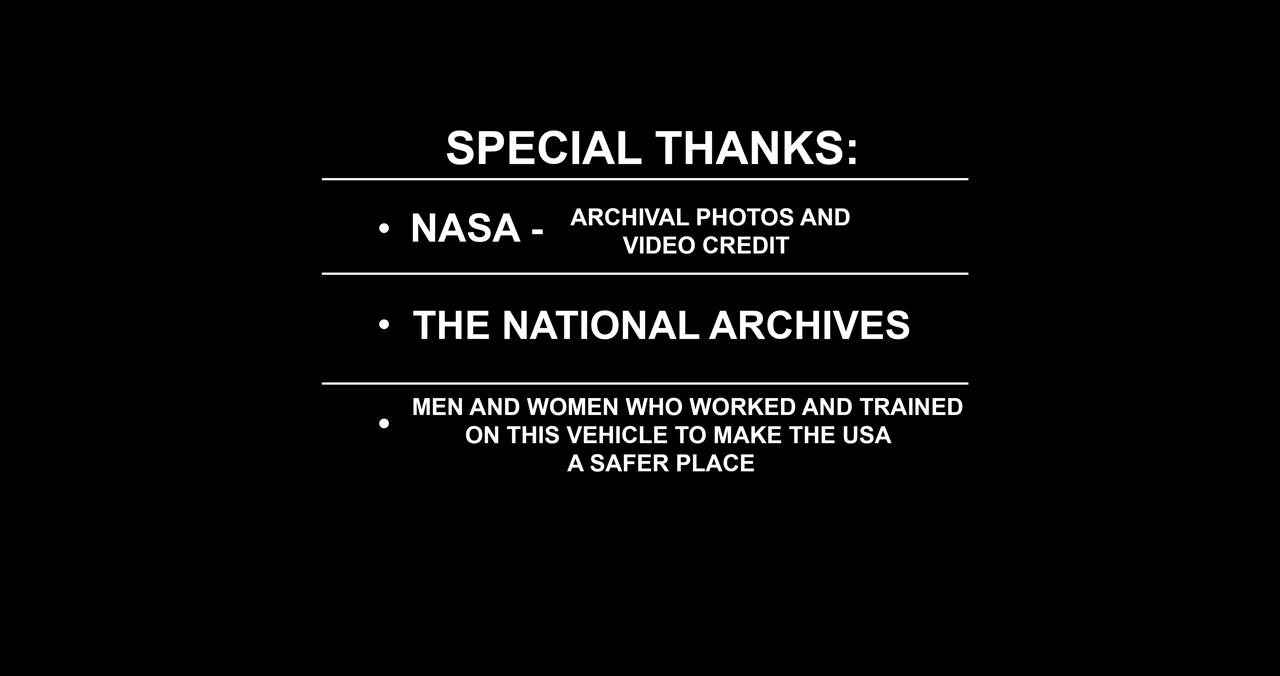 SPECIAL THANKS:
• NASA - ARCHIVAL PHOTOS AND
VIDEO CREDIT
• THE NATIONAL ARCHIVES
• MEN AND WOMEN WHO WORKED AND TRAINED
ON THIS VEHICLE TO MAKE THE USA
A SAFER PLACE